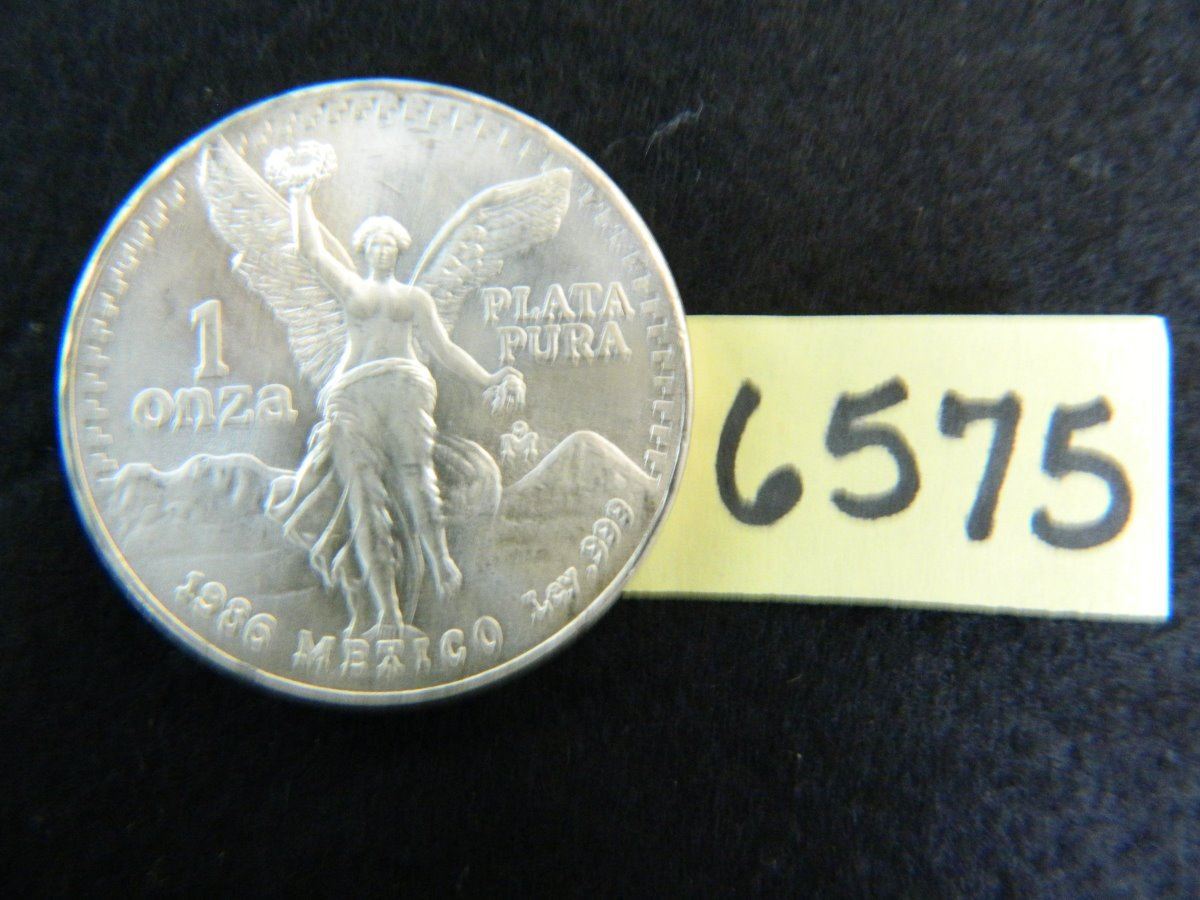 1
onza
PLATA
PURA
M̊
1986 MEXICO Ley .999
6575